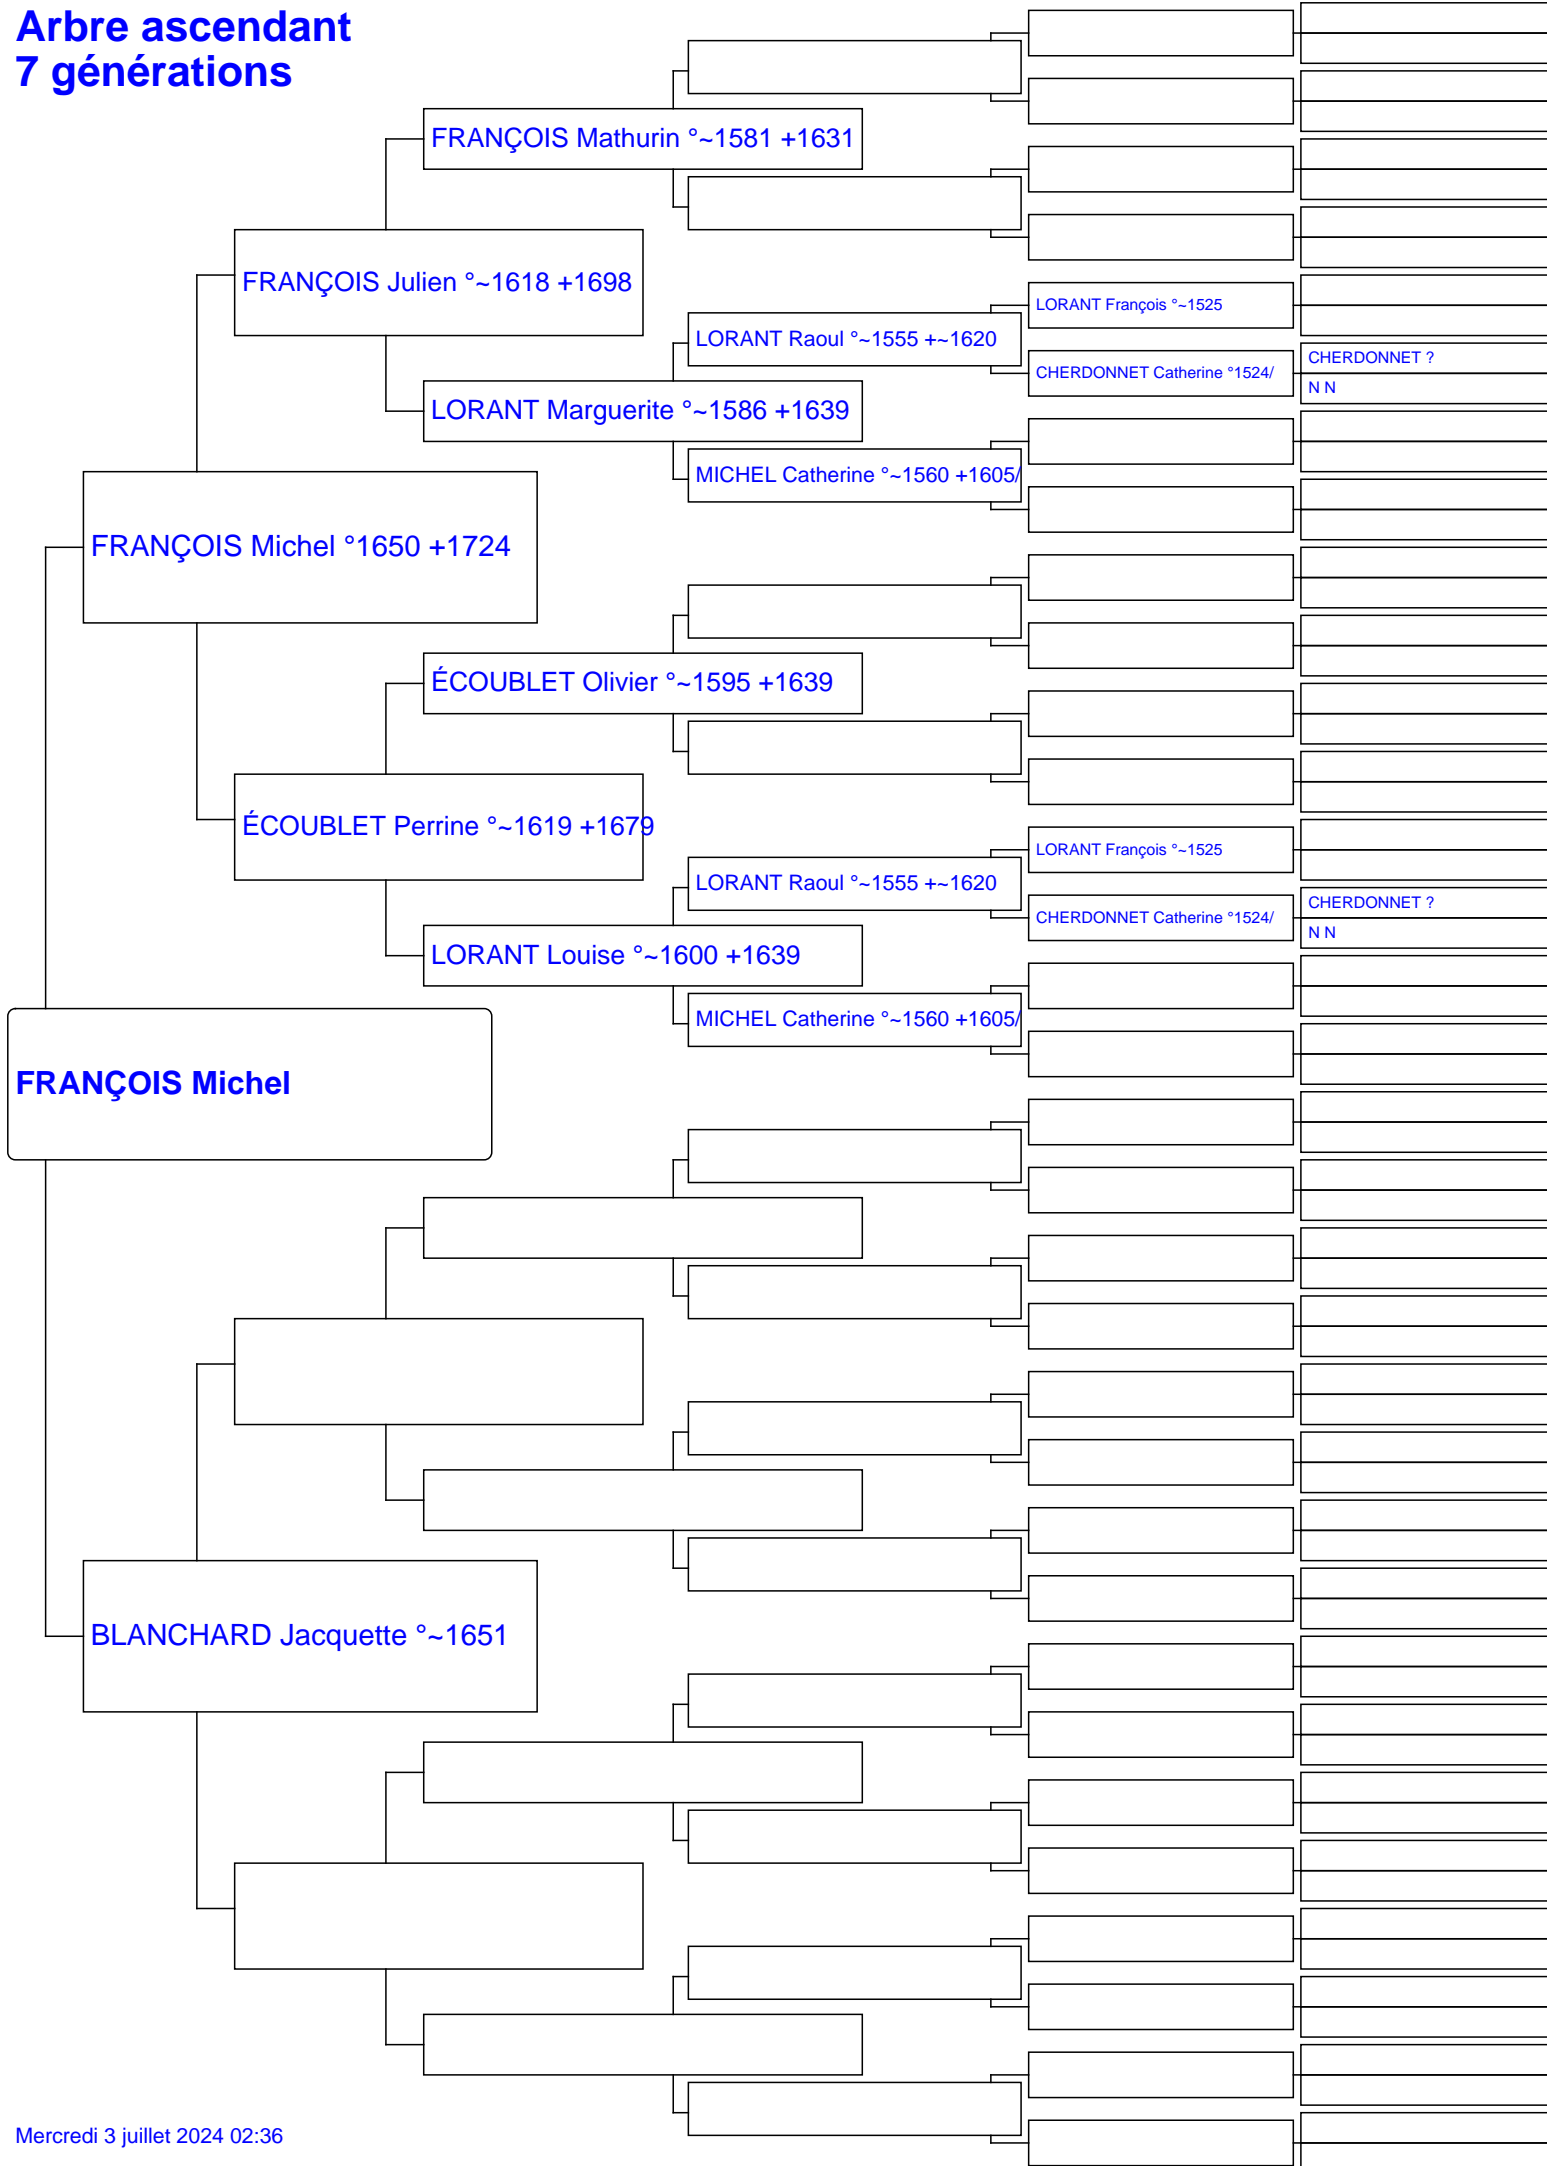 Arbre ascendant
7 générations
FRANÇOIS Mathurin °~1581 +1631
FRANÇOIS Julien °~1618 +1698
LORANT François °~1525
LORANT Raoul °~1555 +~1620
CHERDONNET ?
CHERDONNET Catherine °1524/
N N
LORANT Marguerite °~1586 +1639
MICHEL Catherine °~1560 +1605/
FRANÇOIS Michel °1650 +1724
ÉCOUBLET Olivier °~1595 +1639
ÉCOUBLET Perrine °~1619 +1679
LORANT François °~1525
LORANT Raoul °~1555 +~1620
CHERDONNET ?
CHERDONNET Catherine °1524/
N N
LORANT Louise °~1600 +1639
MICHEL Catherine °~1560 +1605/
FRANÇOIS Michel
BLANCHARD Jacquette °~1651
Mercredi 3 juillet 2024 02:36